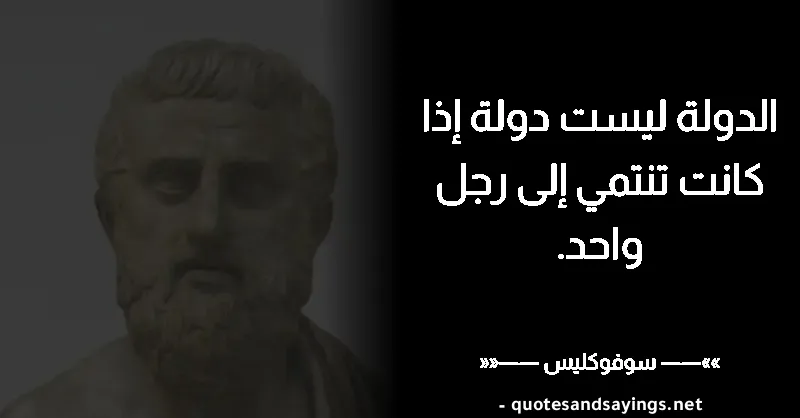 الدولة ليست دولة إذا
كانت تنتمي إلى رجل
واحد.
»»—— سوفوكليس ——««
- quotesandsayings.net